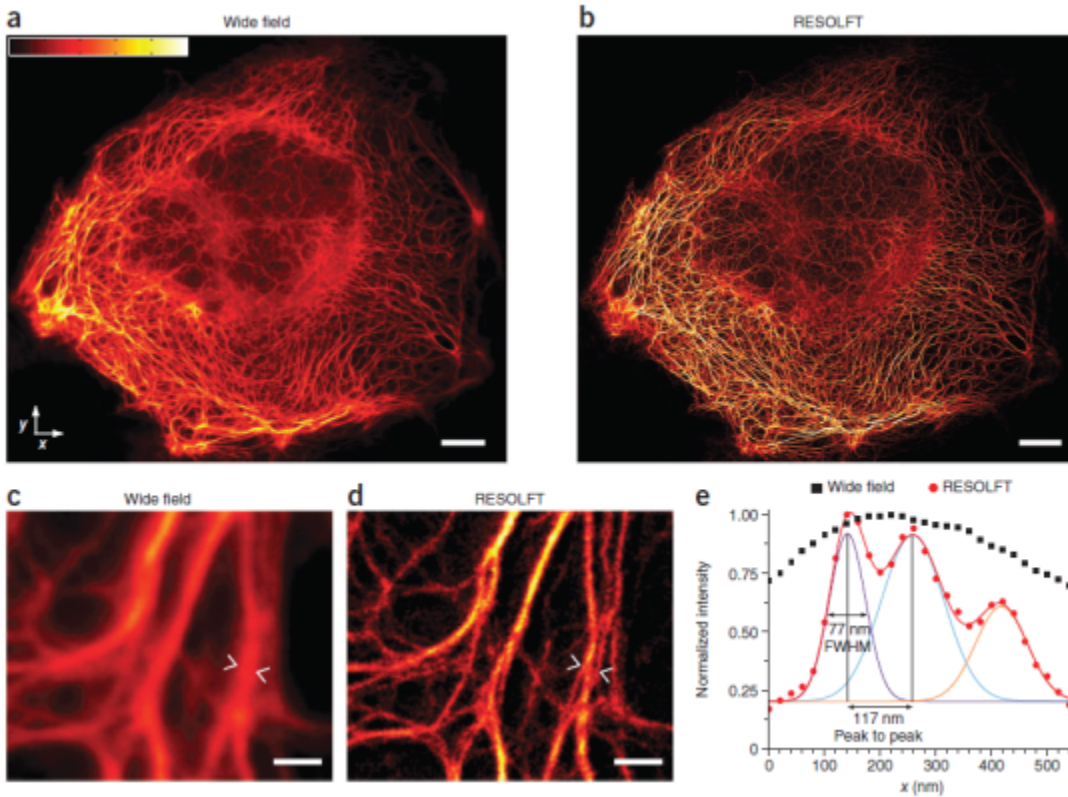 a
Wide field
b
RESOLFT
y
x
c
Wide field
d
RESOLFT
e
Wide field
RESOLFT
Normalized intensity
1.00
0.75
0.50
0.25
0
77 nm
FWHM
117 nm
Peak to peak
0
100
200
300
400
500
x (nm)